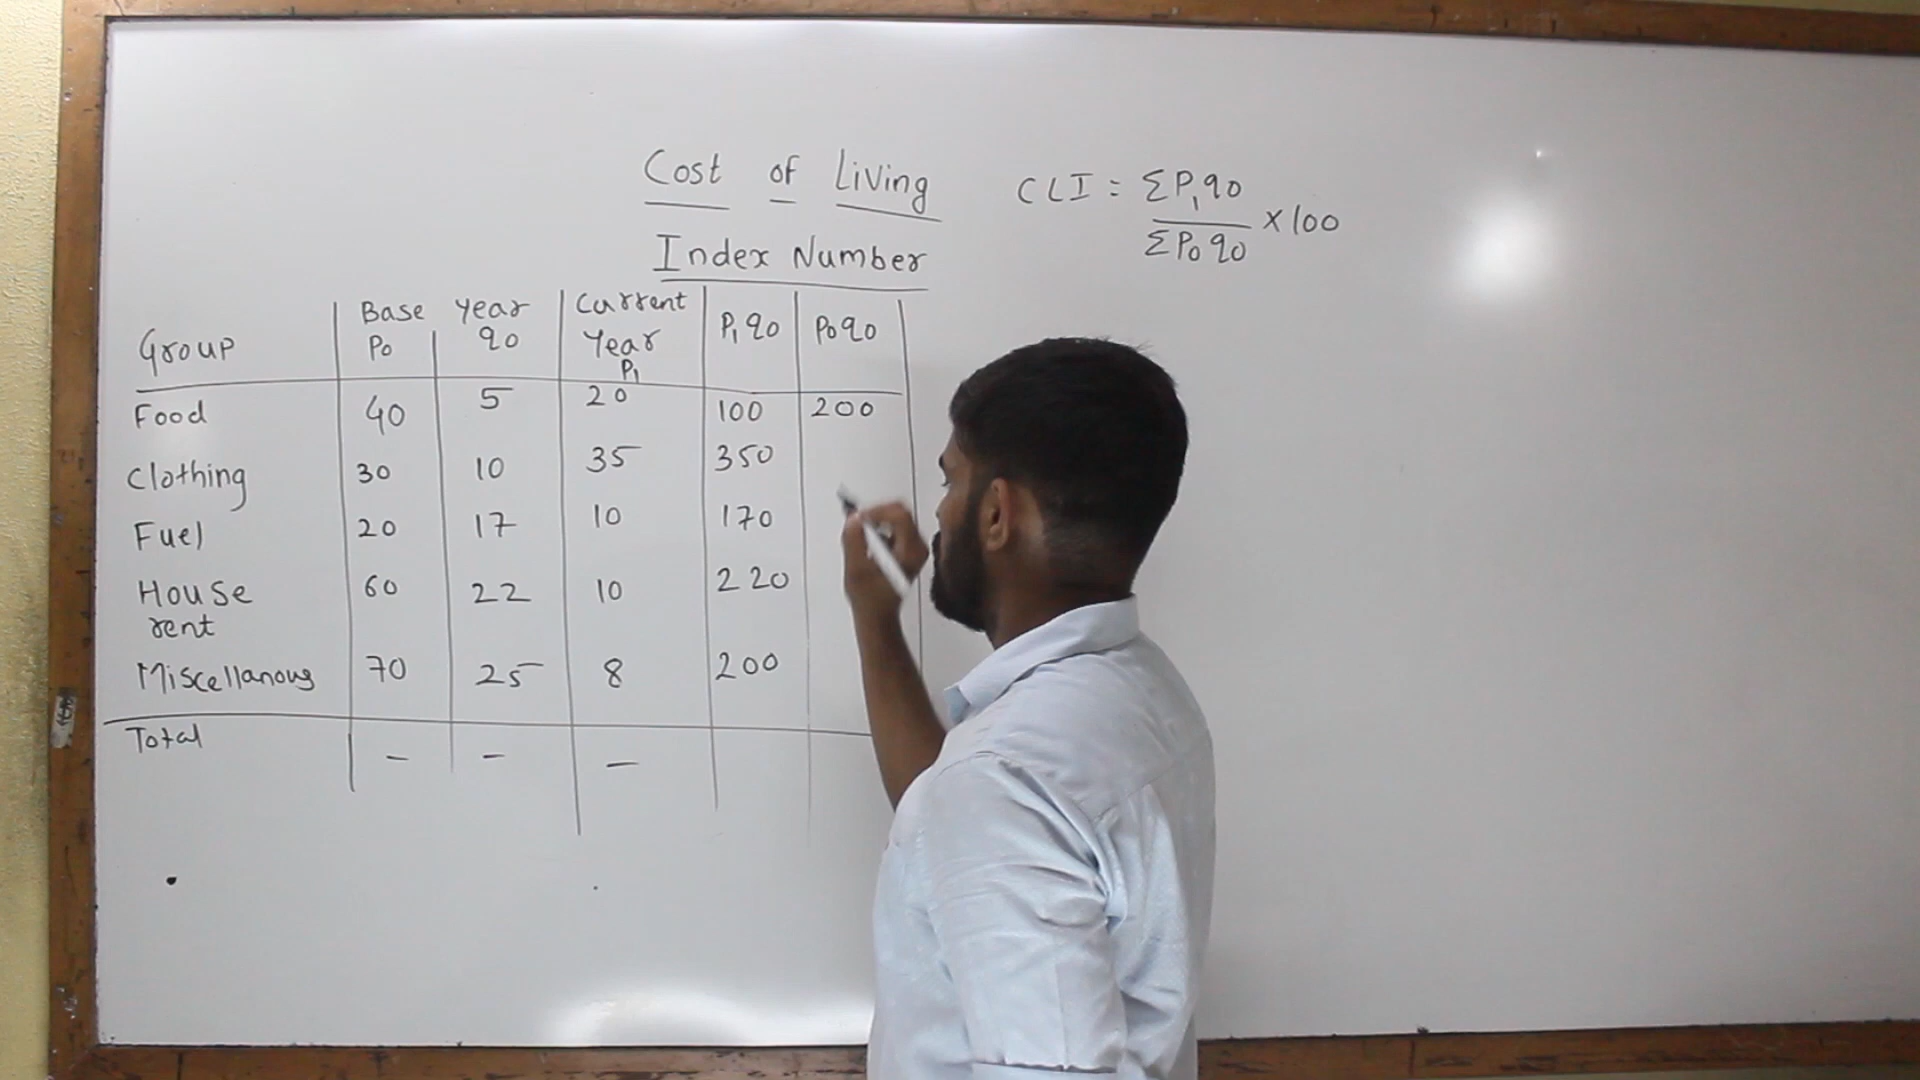 Cost of Living
Index Number
CLI = ΣP₁q0 / ΣP0q0 × 100
Group | Base Year P0 | q0 | Current Year P₁ | P₁q0 | P0q0
Food | 40 | 5 | 20 | 100 | 200
Clothing | 30 | 10 | 35 | 350
Fuel | 20 | 17 | 10 | 170
House rent | 60 | 22 | 10 | 220
Miscellanous | 70 | 25 | 8 | 200
Total | – | – | –